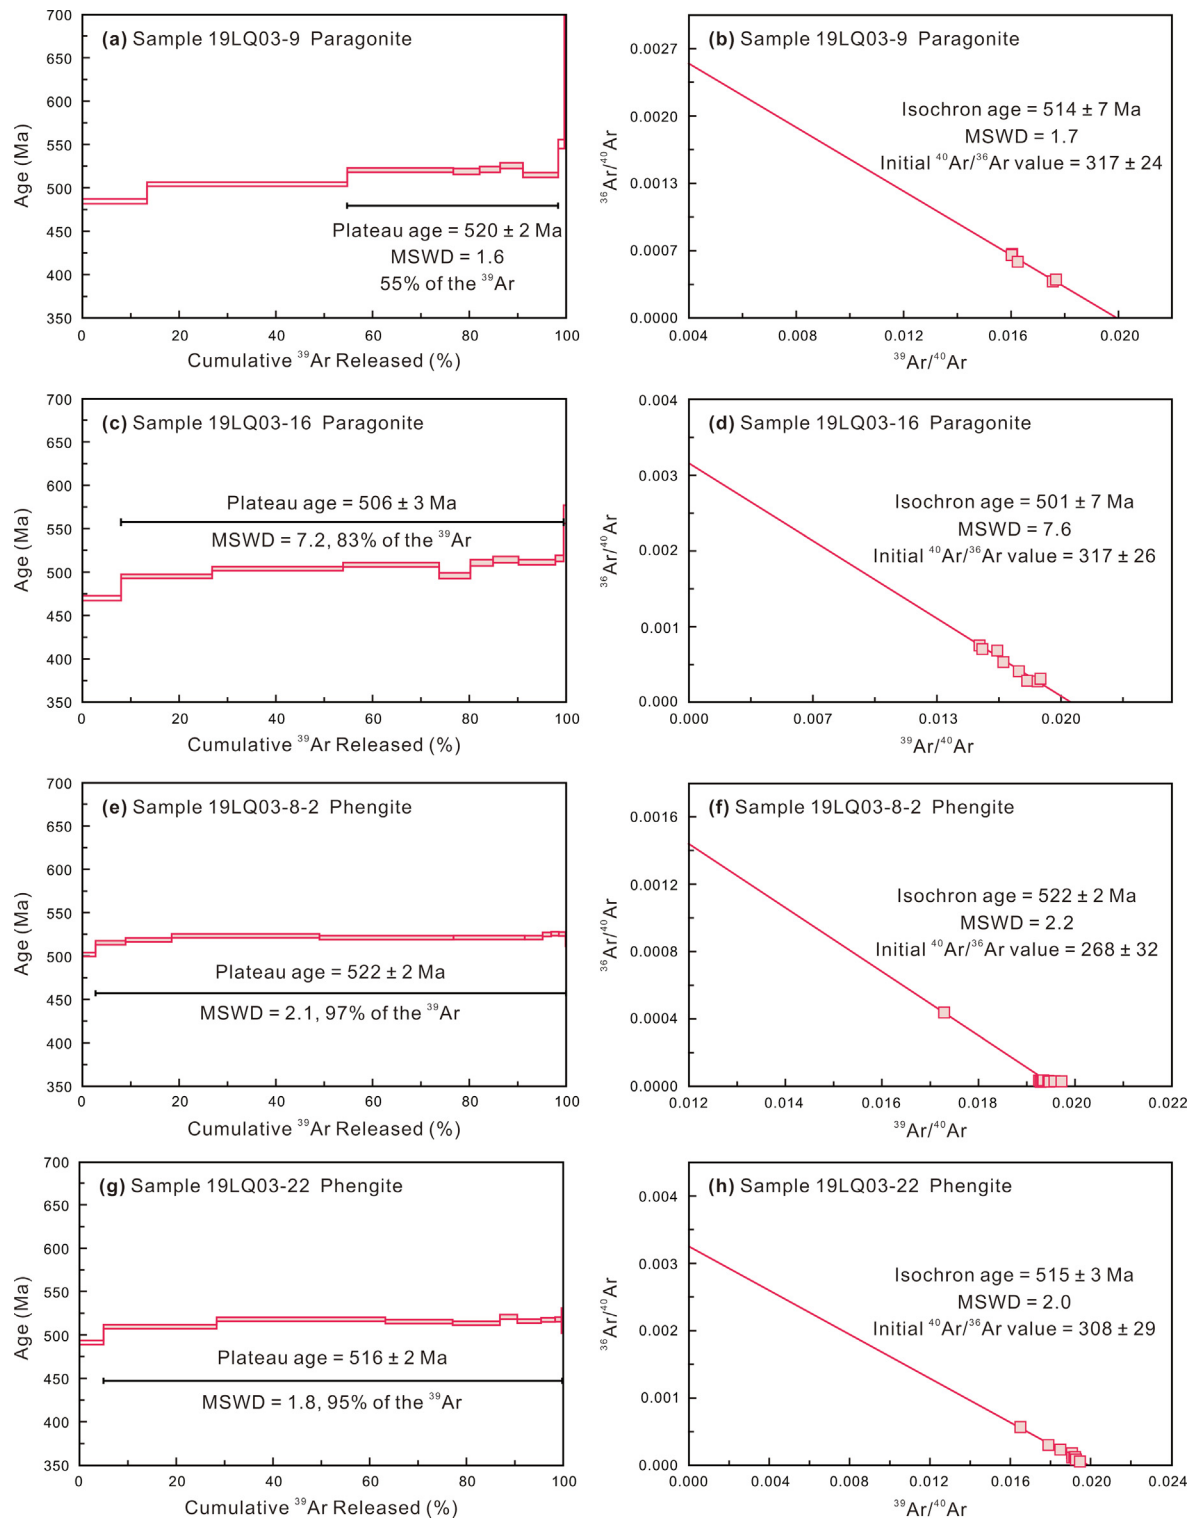 (a) Sample 19LQ03-9 Paragonite
Age (Ma)
700
650
600
550
500
450
400
350
Plateau age = 520 ± 2 Ma
MSWD = 1.6
55% of the ³⁹Ar
0 20 40 60 80 100
Cumulative ³⁹Ar Released (%)
(b) Sample 19LQ03-9 Paragonite
³⁶Ar/⁴⁰Ar
0.0027
0.0020
0.0013
0.0007
0.0000
Isochron age = 514 ± 7 Ma
MSWD = 1.7
Initial ⁴⁰Ar/³⁶Ar value = 317 ± 24
0.004 0.008 0.012 0.016 0.020
³⁹Ar/⁴⁰Ar
(c) Sample 19LQ03-16 Paragonite
Age (Ma)
700
650
600
550
500
450
400
350
Plateau age = 506 ± 3 Ma
MSWD = 7.2, 83% of the ³⁹Ar
0 20 40 60 80 100
Cumulative ³⁹Ar Released (%)
(d) Sample 19LQ03-16 Paragonite
³⁶Ar/⁴⁰Ar
0.004
0.003
0.002
0.001
0.000
Isochron age = 501 ± 7 Ma
MSWD = 7.6
Initial ⁴⁰Ar/³⁶Ar value = 317 ± 26
0.000 0.007 0.013 0.020
³⁹Ar/⁴⁰Ar
(e) Sample 19LQ03-8-2 Phengite
Age (Ma)
700
650
600
550
500
450
400
350
Plateau age = 522 ± 2 Ma
MSWD = 2.1, 97% of the ³⁹Ar
0 20 40 60 80 100
Cumulative ³⁹Ar Released (%)
(f) Sample 19LQ03-8-2 Phengite
³⁶Ar/⁴⁰Ar
0.0016
0.0012
0.0008
0.0004
0.0000
Isochron age = 522 ± 2 Ma
MSWD = 2.2
Initial ⁴⁰Ar/³⁶Ar value = 268 ± 32
0.012 0.014 0.016 0.018 0.020 0.022
³⁹Ar/⁴⁰Ar
(g) Sample 19LQ03-22 Phengite
Age (Ma)
700
650
600
550
500
450
400
350
Plateau age = 516 ± 2 Ma
MSWD = 1.8, 95% of the ³⁹Ar
0 20 40 60 80 100
Cumulative ³⁹Ar Released (%)
(h) Sample 19LQ03-22 Phengite
³⁶Ar/⁴⁰Ar
0.004
0.003
0.002
0.001
0.000
Isochron age = 515 ± 3 Ma
MSWD = 2.0
Initial ⁴⁰Ar/³⁶Ar value = 308 ± 29
0.000 0.004 0.008 0.012 0.016 0.020 0.024
³⁹Ar/⁴⁰Ar